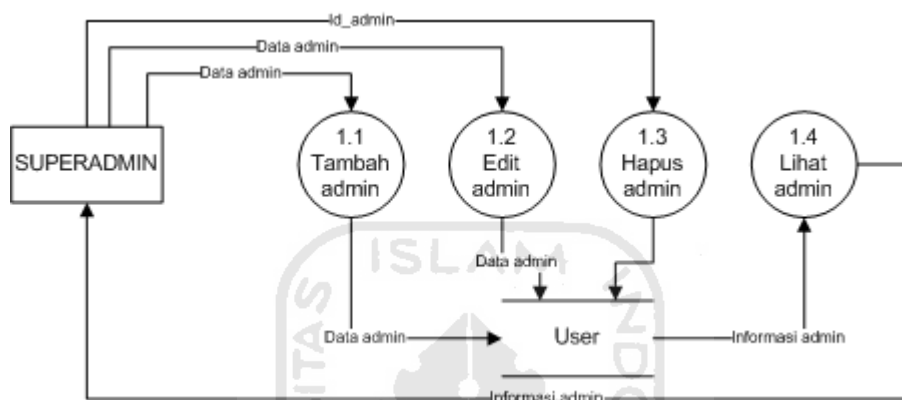 Id_admin
Data admin
Data admin
SUPERADMIN
1.1
Tambah
admin
1.2
Edit
admin
1.3
Hapus
admin
1.4
Lihat
admin
ISLAM
Data admin
Data admin
User
Informasi admin
Informasi admin